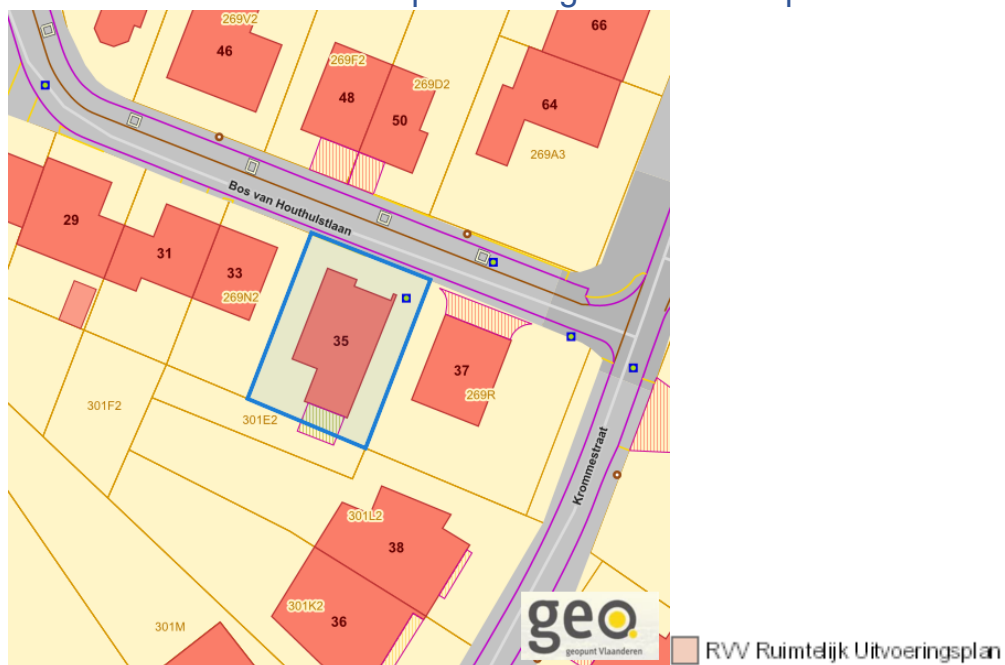 269V2
66
46
269F2
48
269D2
50
64
269A3
Bos van Houthulstlaan
29
31
33
269N2
35
37
269R
301F2
301E2
Krommestraat
301L2
38
301K2
36
301M
geo.
geopunt Vlaanderen
RVV Ruimtelijk Uitvoeringsplan